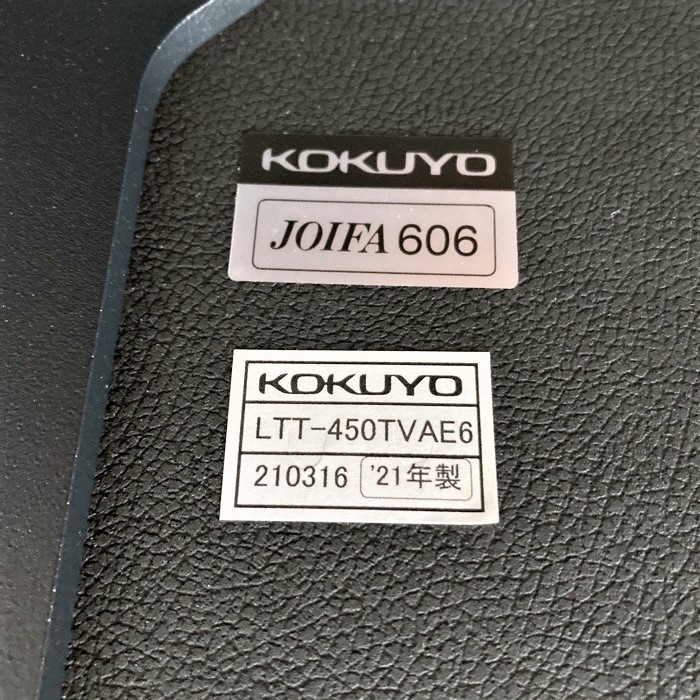 KOKUYO
JOIFA 606
KOKUYO
LTT-450TVAE6
210316 '21年製